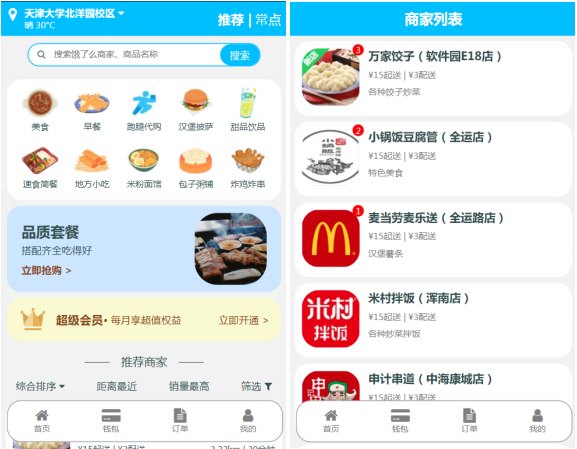 天津大学北洋园校区
晴 30°C
推荐 | 常点
搜索饿了么商家、商品名称
搜索
美食
早餐
跑腿代购
汉堡披萨
甜品饮品
速食简餐
地方小吃
米粉面馆
包子粥铺
炸鸡炸串
品质套餐
搭配齐全吃得好
立即抢购 >
超级会员• 每月享超值权益
立即开通 >
推荐商家
综合排序
距离最近
销量最高
筛选
首页
钱包
订单
我的
¥15起送 | ¥3配送
3.22km | 30分钟
商家列表
新店
3
万家饺子（软件园E18店）
¥15起送 | ¥3配送
各种饺子炒菜
2
小锅饭豆腐管（全运店）
¥15起送 | ¥3配送
特色美食
1
麦当劳麦乐送（全运路店）
¥15起送 | ¥3配送
汉堡薯条
米村拌饭
米村拌饭（浑南店）
¥15起送 | ¥3配送
各种炒菜拌饭
申计串道（中海康城店）
首页
钱包
订单
我的